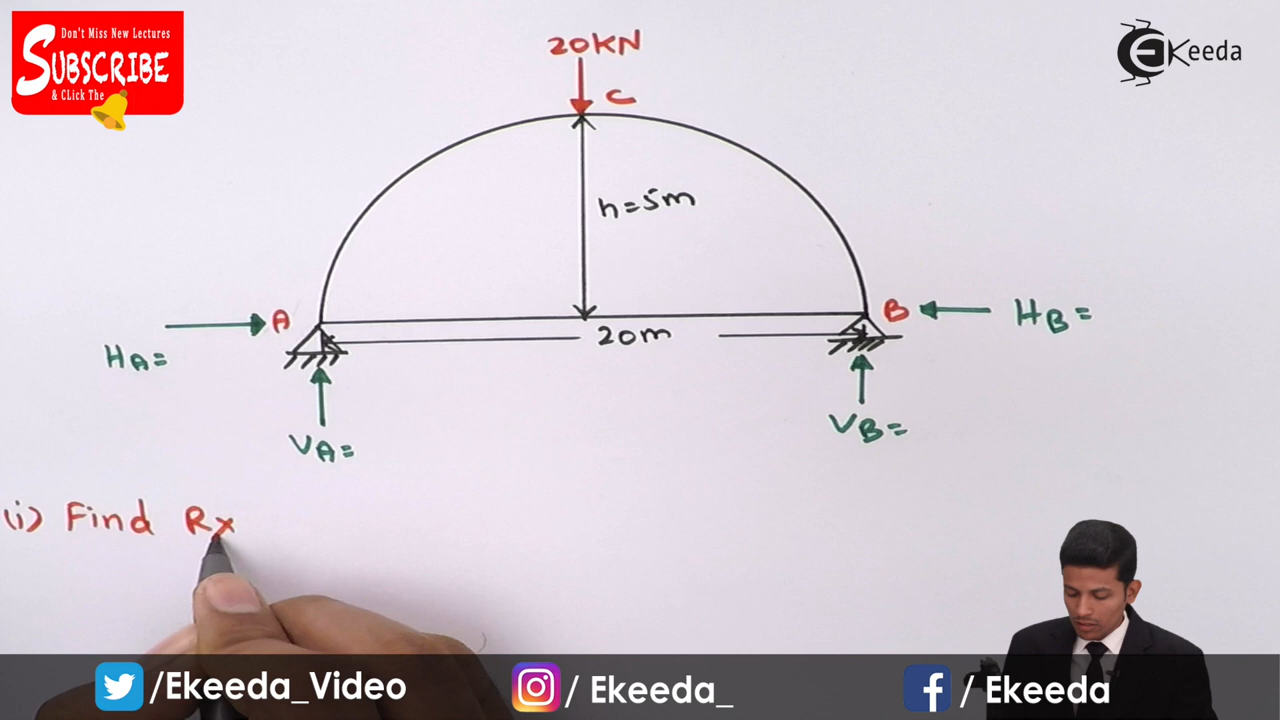 Don't Miss New Lectures
SUBSCRIBE
& CLick The
EKeeda
20KN
C
h=5m
A
B
HA=
HB=
20m
VA=
VB=
(i) Find Rx
/Ekeeda_Video
/ Ekeeda_
/ Ekeeda